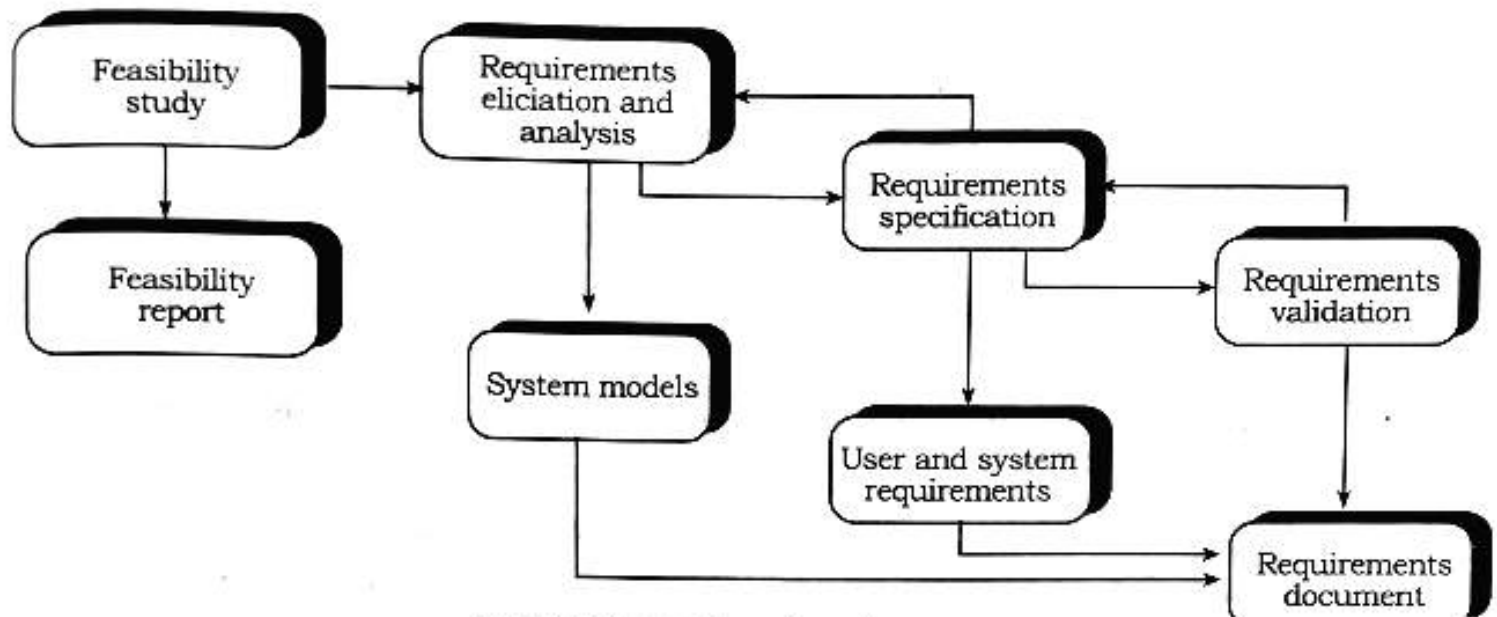 Feasibility
study
Requirements
eliciation and
analysis
Requirements
specification
Feasibility
report
Requirements
validation
System models
User and system
requirements
Requirements
document